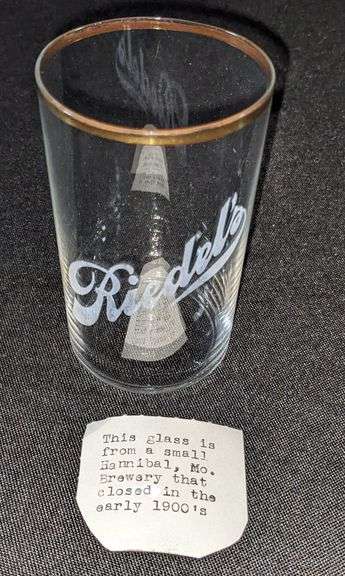 Riedel's
This glass is
from a small
Hannibal, Mo.
Brewery that
closed in the
early 1900's